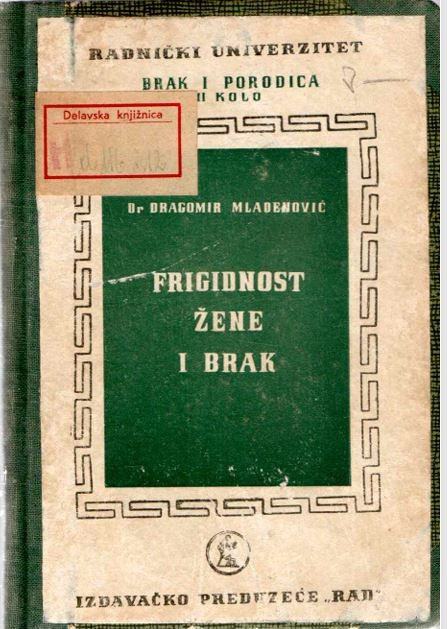 RADNIČKI UNIVERZITET
BRAK I PORODICA
II KOLO
Delavska knjižnica
Dr DRAGOMIR MLADENOVIĆ
FRIGIDNOST
ŽENE
I BRAK
IZDAVAČKO PREDUZEĆE „RAD"